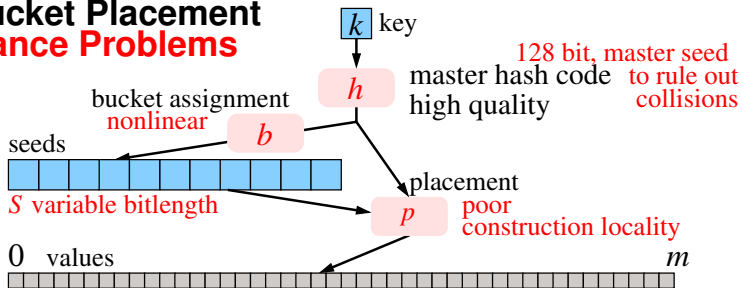 ucket Placement
ance Problems
k key
128 bit, master seed
h master hash code to rule out
high quality collisions
bucket assignment
nonlinear
b
seeds
placement
S variable bitlength
p poor
construction locality
0 values m